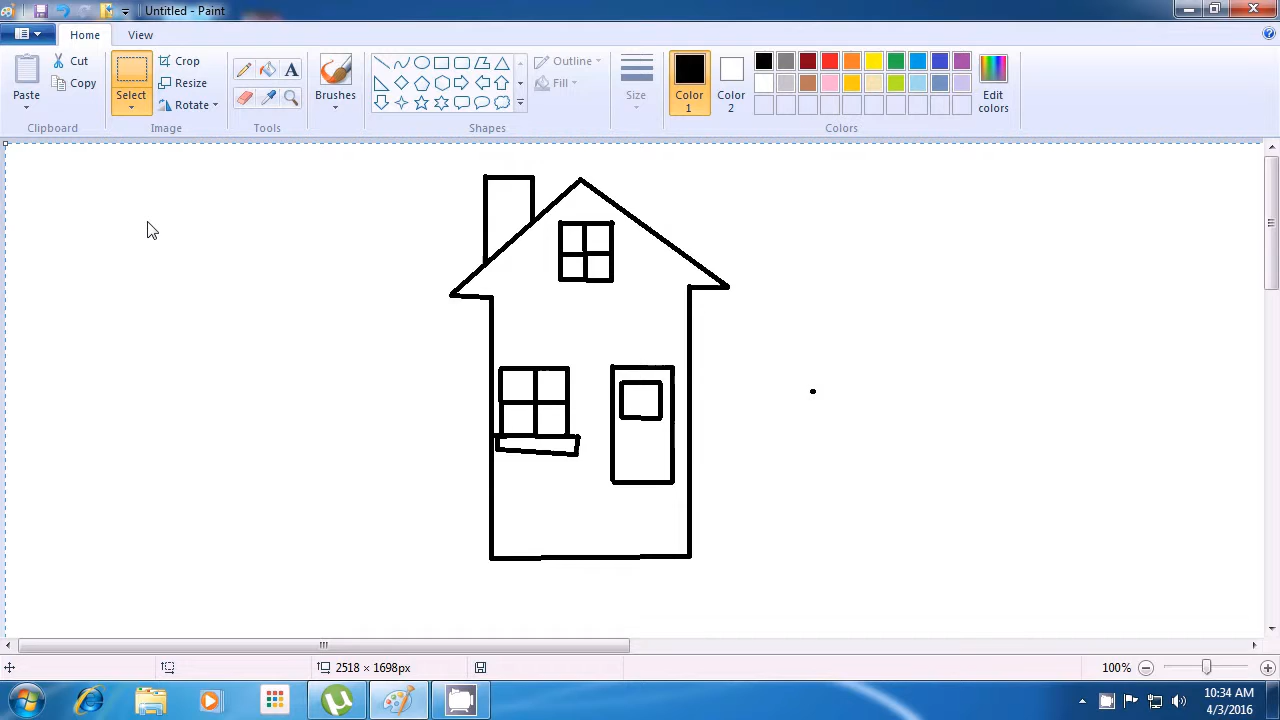 Untitled - Paint
Home
View
Paste
Cut
Copy
Clipboard
Select
Crop
Resize
Rotate
Image
A
Tools
Brushes
Shapes
Outline
Fill
Size
Color
1
Color
2
Edit
colors
Colors
2518 × 1698px
100%
10:34 AM
4/3/2016